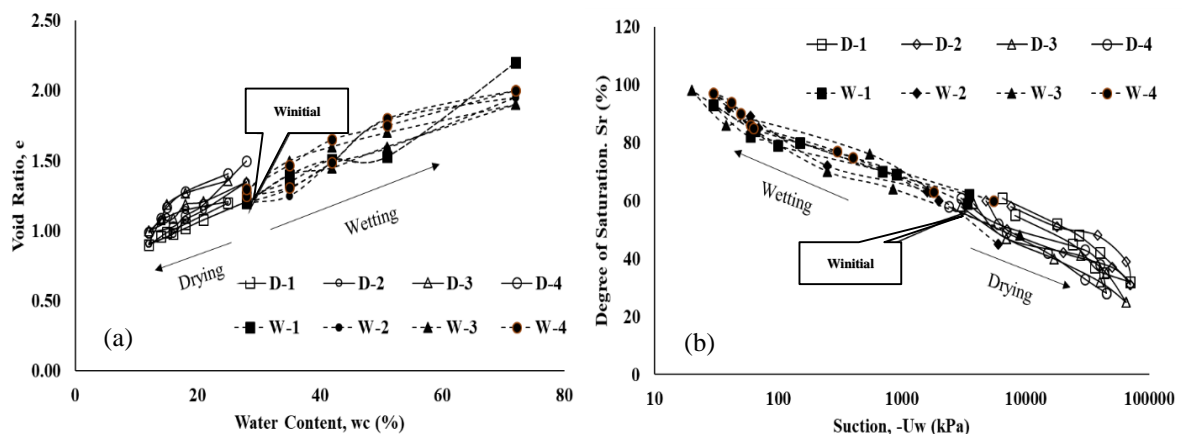 2.50
2.00
1.50
1.00
0.50
0.00
Void Ratio, e
Winitial
Wetting
Drying
D-1 D-2 D-3 D-4
W-1 W-2 W-3 W-4
(a)
0 20 40 60 80
Water Content, wc (%)
120
100
80
60
40
20
0
Degree of Saturation. Sr (%)
D-1 D-2 D-3 D-4
W-1 W-2 W-3 W-4
Wetting
Winitial
Drying
(b)
10 100 1000 10000 100000
Suction, -Uw (kPa)